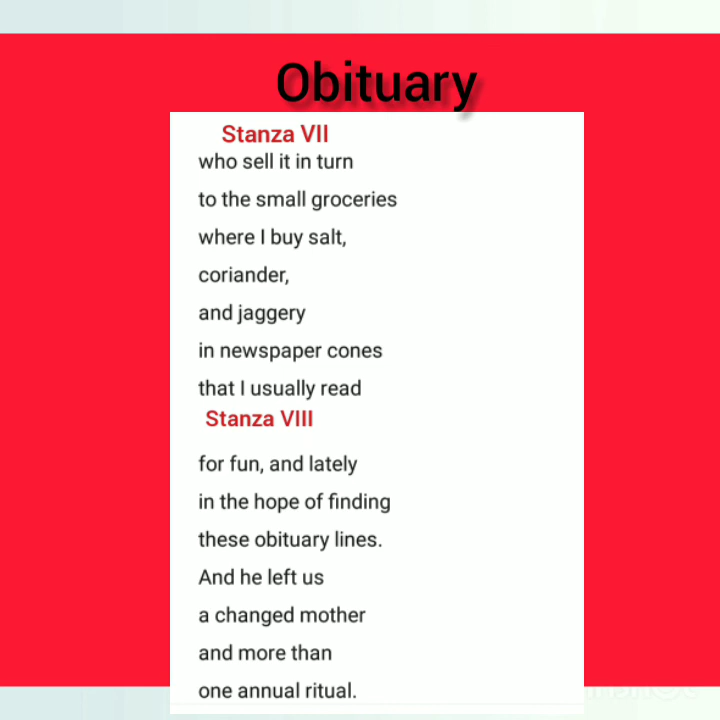 Obituary
Stanza VII
who sell it in turn
to the small groceries
where I buy salt,
coriander,
and jaggery
in newspaper cones
that I usually read
Stanza VIII
for fun, and lately
in the hope of finding
these obituary lines.
And he left us
a changed mother
and more than
one annual ritual.